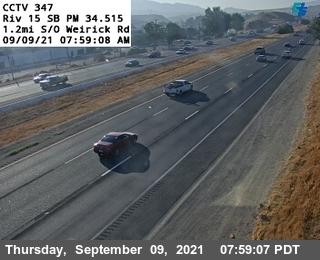 CCTV 347
Riv 15 SB PM 34.515
1.2mi S/O Weirick Rd
09/09/21 07:59:08 AM
Thursday, September 09, 2021 07:59:07 PDT